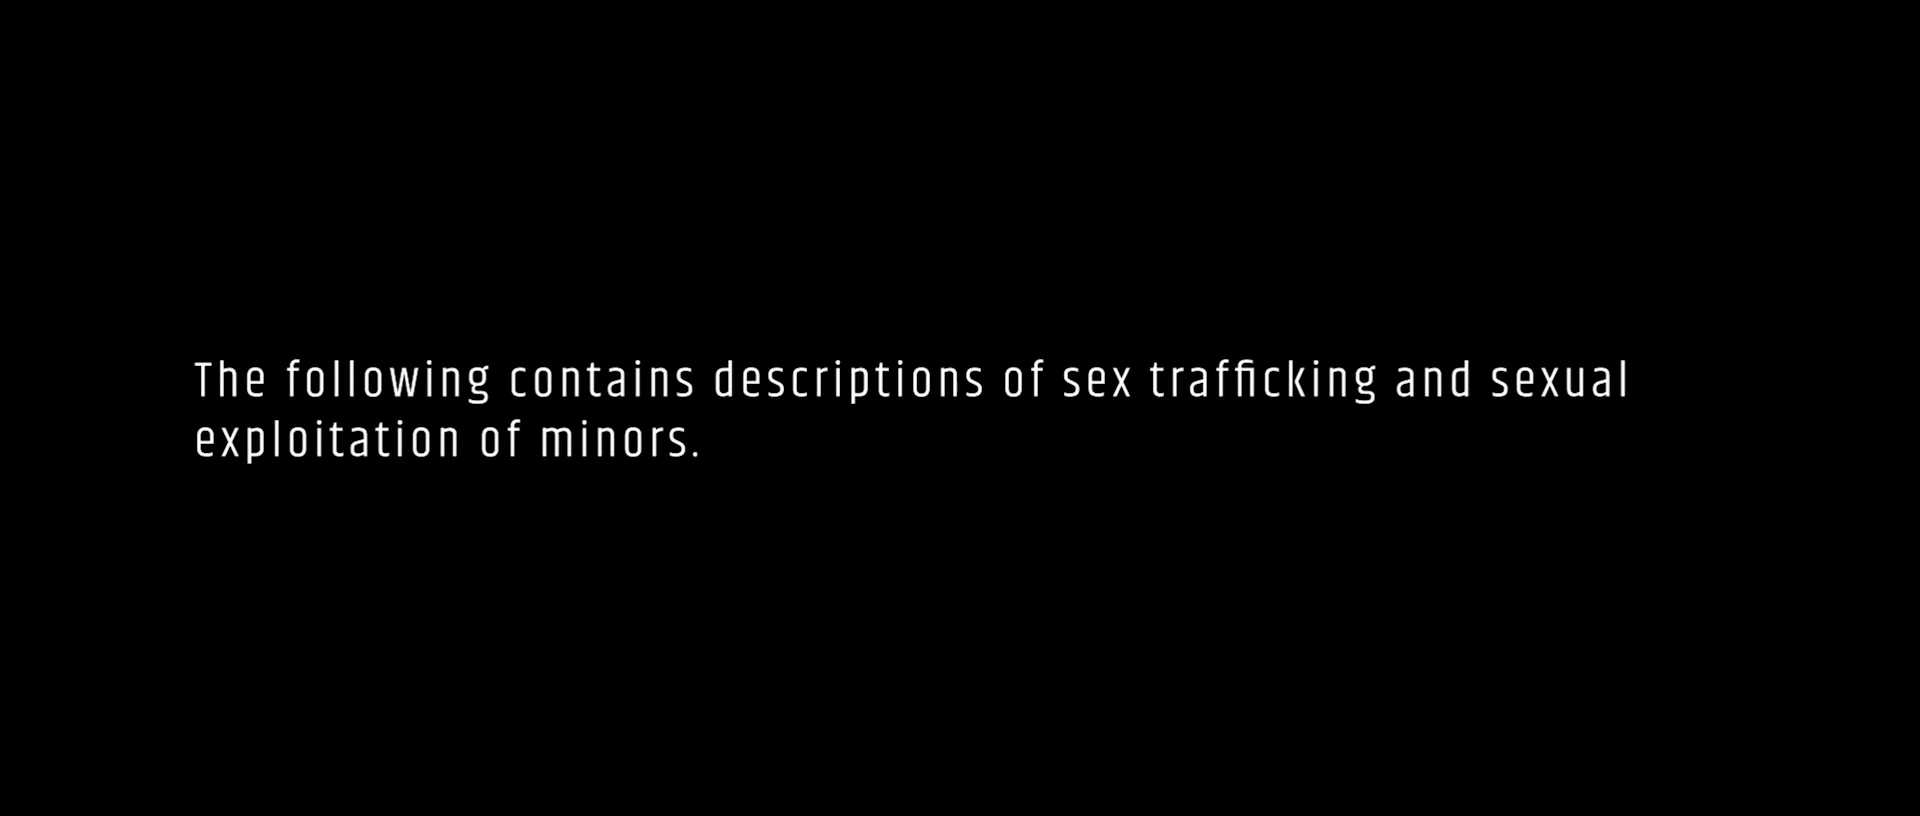 The following contains descriptions of sex trafficking and sexual
exploitation of minors.